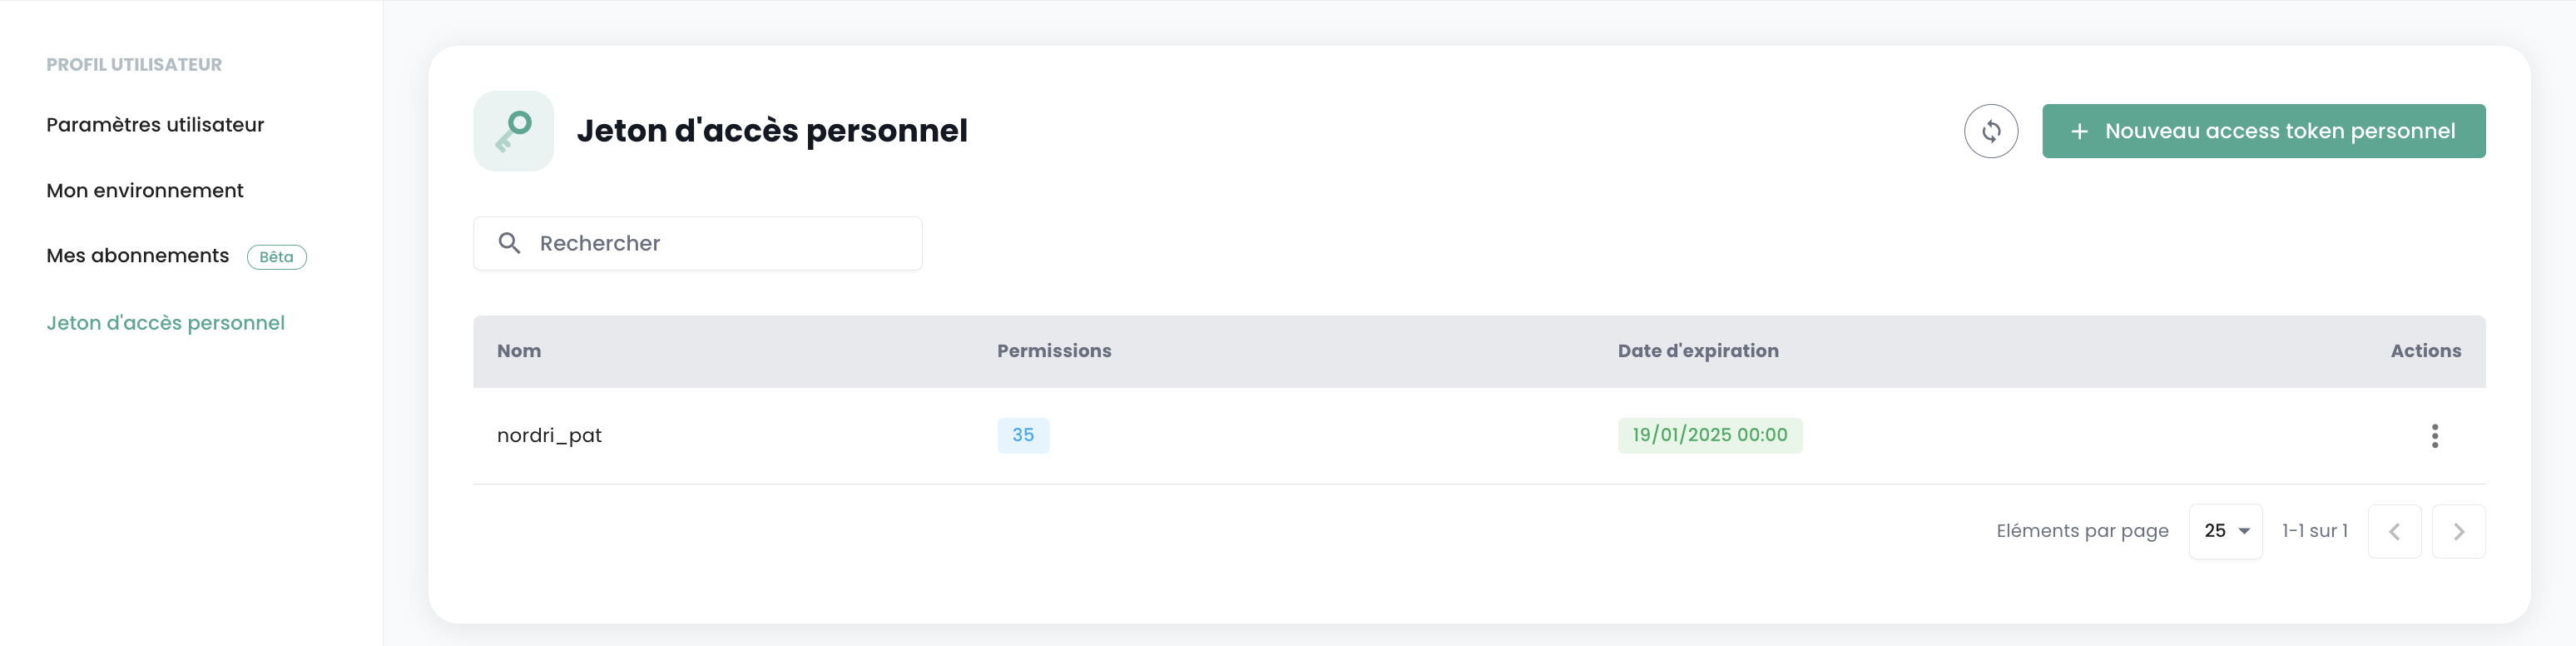 PROFIL UTILISATEUR
Paramètres utilisateur
Mon environnement
Mes abonnements Bêta
Jeton d'accès personnel
Jeton d'accès personnel
+ Nouveau access token personnel
Rechercher
Nom Permissions Date d'expiration Actions
nordri_pat 35 19/01/2025 00:00
Eléments par page 25 1-1 sur 1